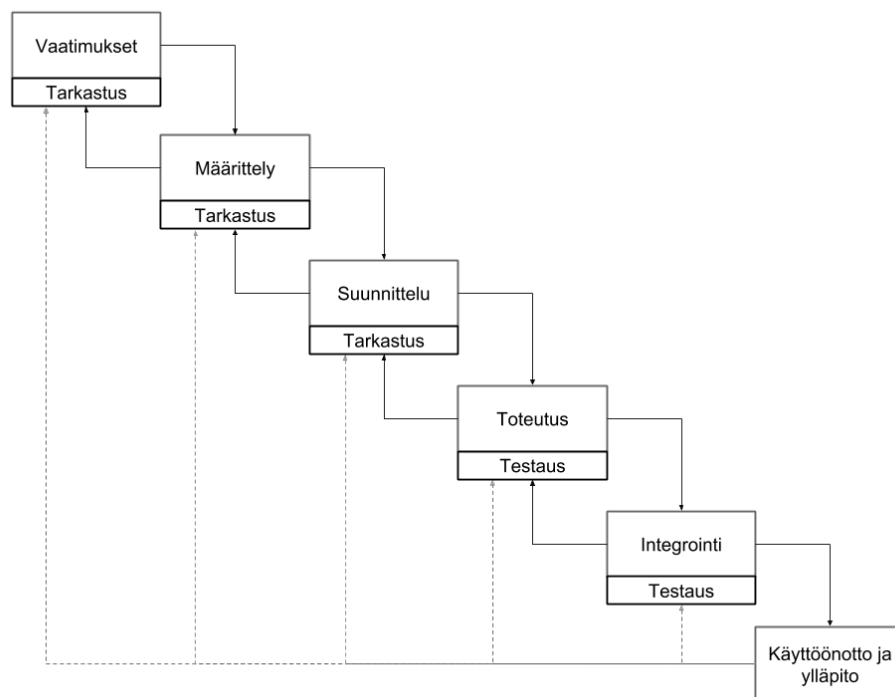 Vaatimukset
Tarkastus
Määrittely
Tarkastus
Suunnittelu
Tarkastus
Toteutus
Testaus
Integrointi
Testaus
Käyttöönotto ja
ylläpito